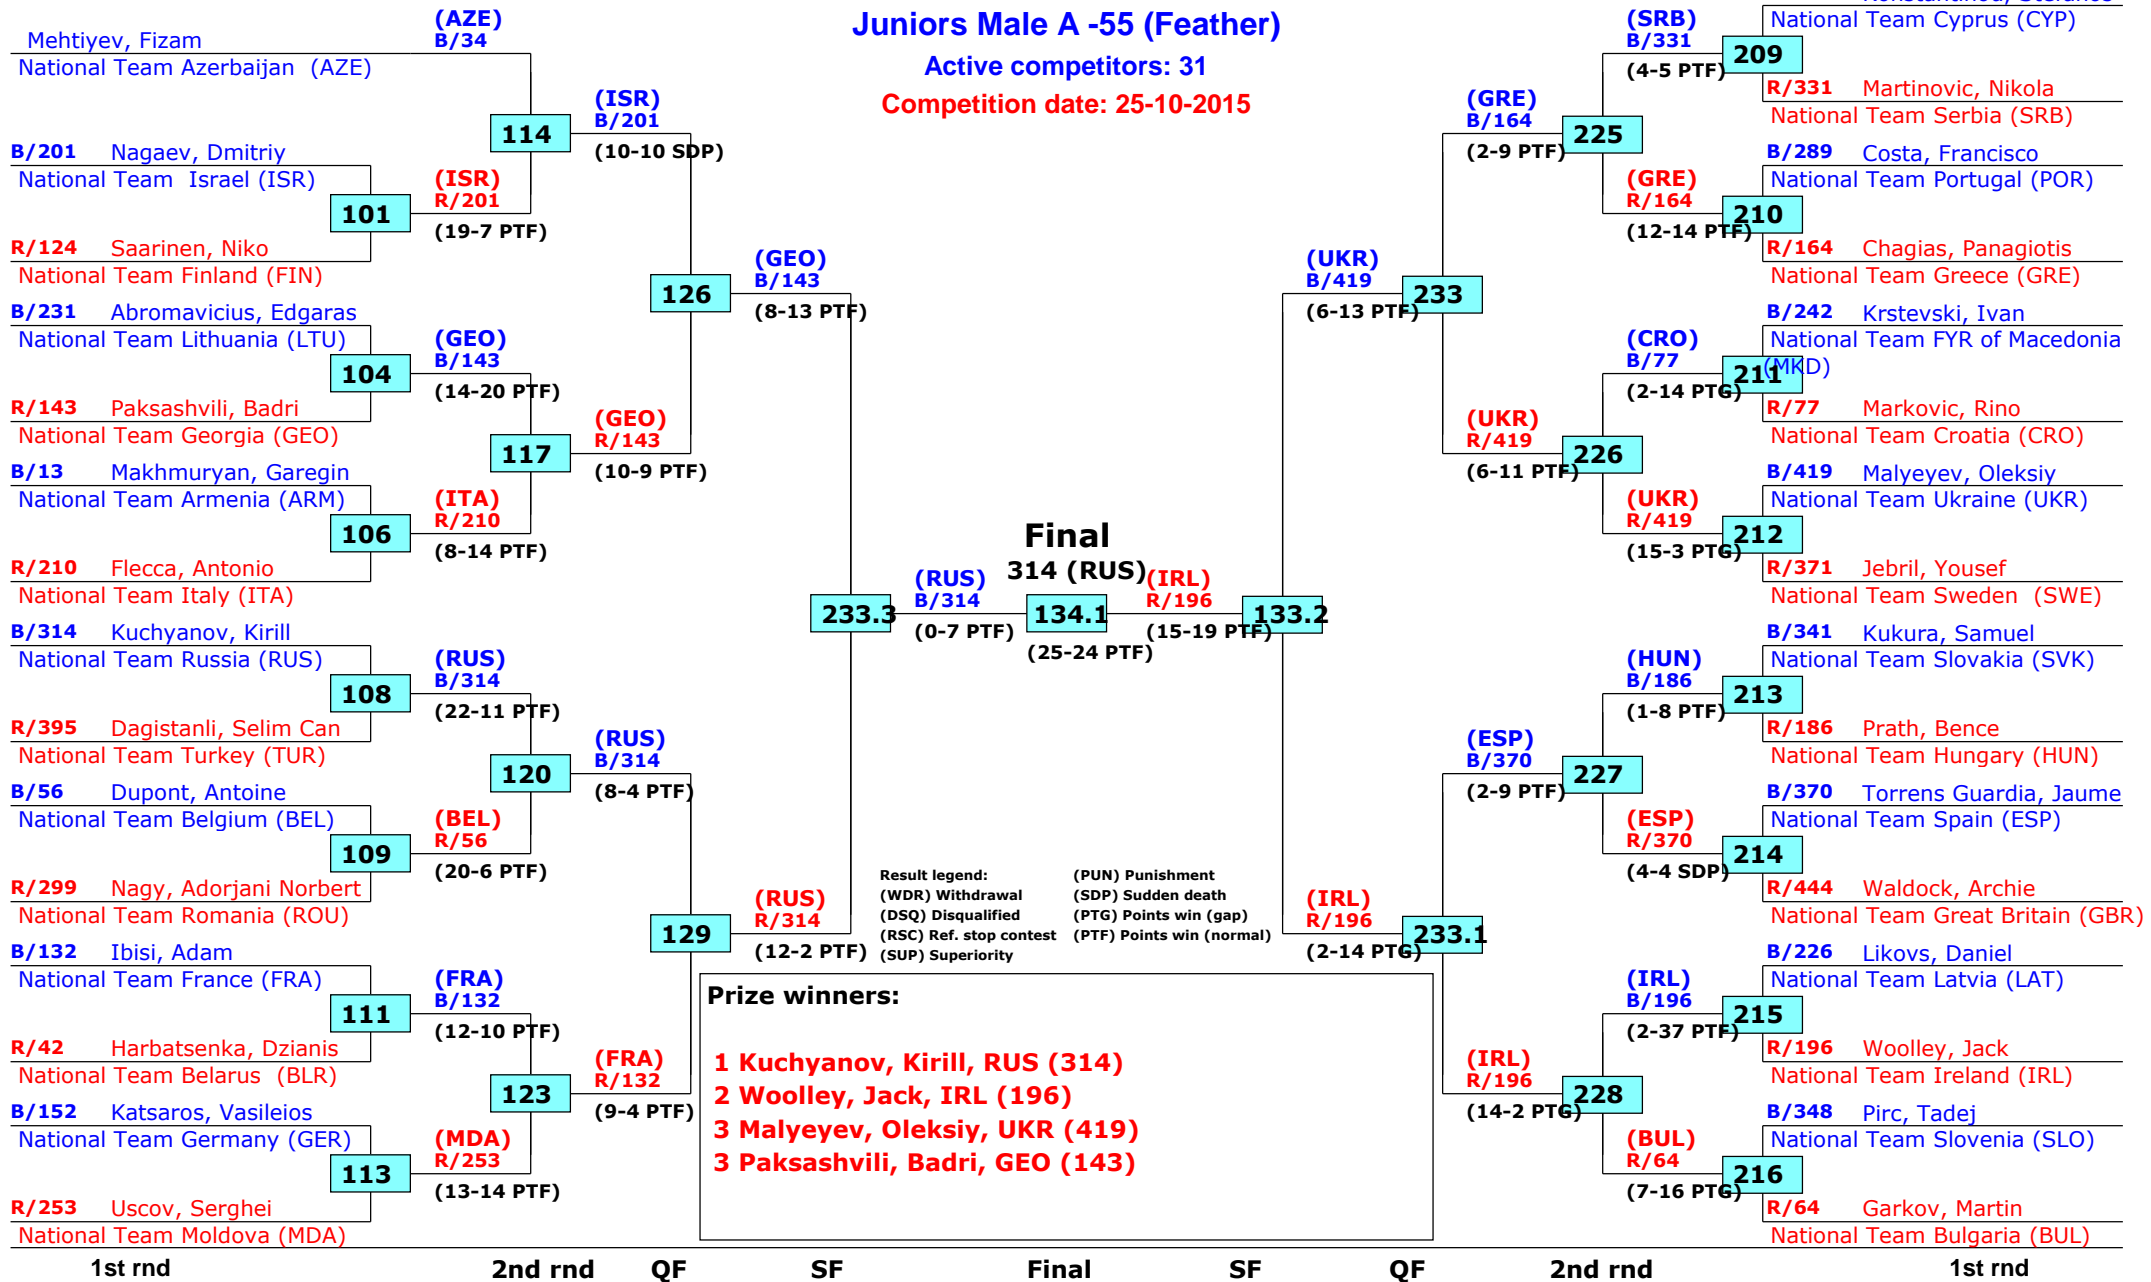 Juniors Male A -55 (Feather)
Active competitors: 31
Competition date: 25-10-2015
Mehtiyev, Fizam
National Team Azerbaijan (AZE)
B/201 Nagaev, Dmitriy
National Team Israel (ISR)
101
R/124 Saarinen, Niko
National Team Finland (FIN)
B/231 Abromavicius, Edgaras
National Team Lithuania (LTU)
104
R/143 Paksashvili, Badri
National Team Georgia (GEO)
B/13 Makhmuryan, Garegin
National Team Armenia (ARM)
106
R/210 Flecca, Antonio
National Team Italy (ITA)
B/314 Kuchyanov, Kirill
National Team Russia (RUS)
108
R/395 Dagistanli, Selim Can
National Team Turkey (TUR)
B/56 Dupont, Antoine
National Team Belgium (BEL)
109
R/299 Nagy, Adorjani Norbert
National Team Romania (ROU)
B/132 Ibisi, Adam
National Team France (FRA)
111
R/42 Harbatsenka, Dzianis
National Team Belarus (BLR)
B/152 Katsaros, Vasileios
National Team Germany (GER)
113
R/253 Uscov, Serghei
National Team Moldova (MDA)
(AZE)
B/34
114
(ISR)
R/201
(19-7 PTF)
(GEO)
B/143
(14-20 PTF)
117
(ITA)
R/210
(8-14 PTF)
(RUS)
B/314
(22-11 PTF)
120
(BEL)
R/56
(20-6 PTF)
(FRA)
B/132
(12-10 PTF)
123
(MDA)
R/253
(13-14 PTF)
(ISR)
B/201
(10-10 SDP)
126
(GEO)
R/143
(10-9 PTF)
(RUS)
B/314
(8-4 PTF)
129
(FRA)
R/132
(9-4 PTF)
(GEO)
B/143
(8-13 PTF)
233.3
(RUS)
R/314
(12-2 PTF)
Final
314 (RUS)
(RUS)
B/314
(0-7 PTF)
134.1
(25-24 PTF)
(IRL)
R/196
(15-19 PTF)
133.2
(UKR)
B/419
(6-13 PTF)
(IRL)
R/196
(2-14 PTG)
233
(GRE)
B/164
(2-9 PTF)
(UKR)
R/419
(6-11 PTF)
233.1
(ESP)
B/370
(2-9 PTF)
(IRL)
R/196
(14-2 PTG)
225
(SRB)
B/331
(4-5 PTF)
(GRE)
R/164
(12-14 PTF)
226
(CRO)
B/77
(2-14 PTG)
(UKR)
R/419
(15-3 PTG)
227
(HUN)
B/186
(1-8 PTF)
(ESP)
R/370
(4-4 SDP)
228
(IRL)
B/196
(2-37 PTF)
(BUL)
R/64
(7-16 PTG)
National Team Cyprus (CYP)
209
R/331 Martinovic, Nikola
National Team Serbia (SRB)
B/289 Costa, Francisco
National Team Portugal (POR)
210
R/164 Chagias, Panagiotis
National Team Greece (GRE)
B/242 Krstevski, Ivan
National Team FYR of Macedonia
(MKD)
211
R/77 Markovic, Rino
National Team Croatia (CRO)
B/419 Malyeyev, Oleksiy
National Team Ukraine (UKR)
212
R/371 Jebril, Yousef
National Team Sweden (SWE)
B/341 Kukura, Samuel
National Team Slovakia (SVK)
213
R/186 Prath, Bence
National Team Hungary (HUN)
B/370 Torrens Guardia, Jaume
National Team Spain (ESP)
214
R/444 Waldock, Archie
National Team Great Britain (GBR)
B/226 Likovs, Daniel
National Team Latvia (LAT)
215
R/196 Woolley, Jack
National Team Ireland (IRL)
B/348 Pirc, Tadej
National Team Slovenia (SLO)
216
R/64 Garkov, Martin
National Team Bulgaria (BUL)
Result legend: (PUN) Punishment
(WDR) Withdrawal (SDP) Sudden death
(DSQ) Disqualified (PTG) Points win (gap)
(RSC) Ref. stop contest (PTF) Points win (normal)
(SUP) Superiority
Prize winners:
1 Kuchyanov, Kirill, RUS (314)
2 Woolley, Jack, IRL (196)
3 Malyeyev, Oleksiy, UKR (419)
3 Paksashvili, Badri, GEO (143)
1st rnd 2nd rnd QF SF Final SF QF 2nd rnd 1st rnd